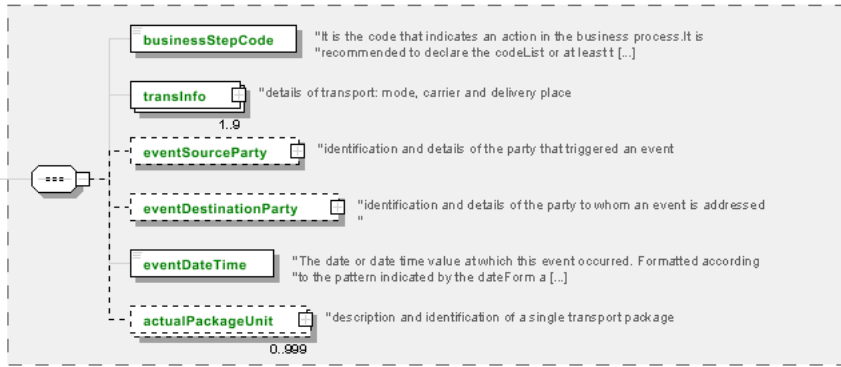 businessStepCode
"It is the code that indicates an action in the business process.It is
"recommended to declare the codeList or at least t [...]
transInfo
"details of transport: mode, carrier and delivery place
1..9
eventSourceParty
"identification and details of the party that triggered an event
eventDestinationParty
"identification and details of the party to whom an event is addressed
"
eventDateTime
"The date or date time value at which this event occurred. Formatted according
"to the pattern indicated by the dateForm a [...]
actualPackageUnit
"description and identification of a single transport package
0..999